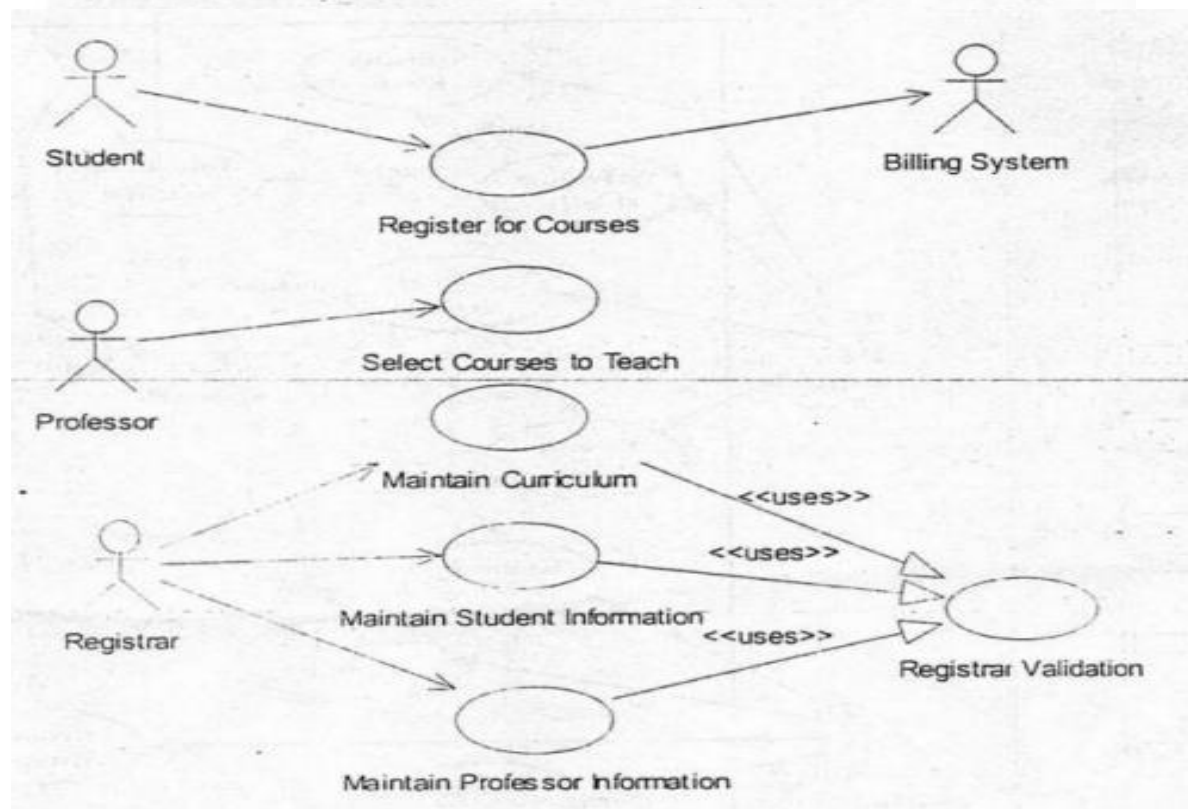 Student
Billing System
Register for Courses
Select Courses to Teach
Professor
Maintain Curriculum
<<uses>>
<<uses>>
Maintain Student Information
<<uses>>
Registrar
Registrar Validation
Maintain Professor Information